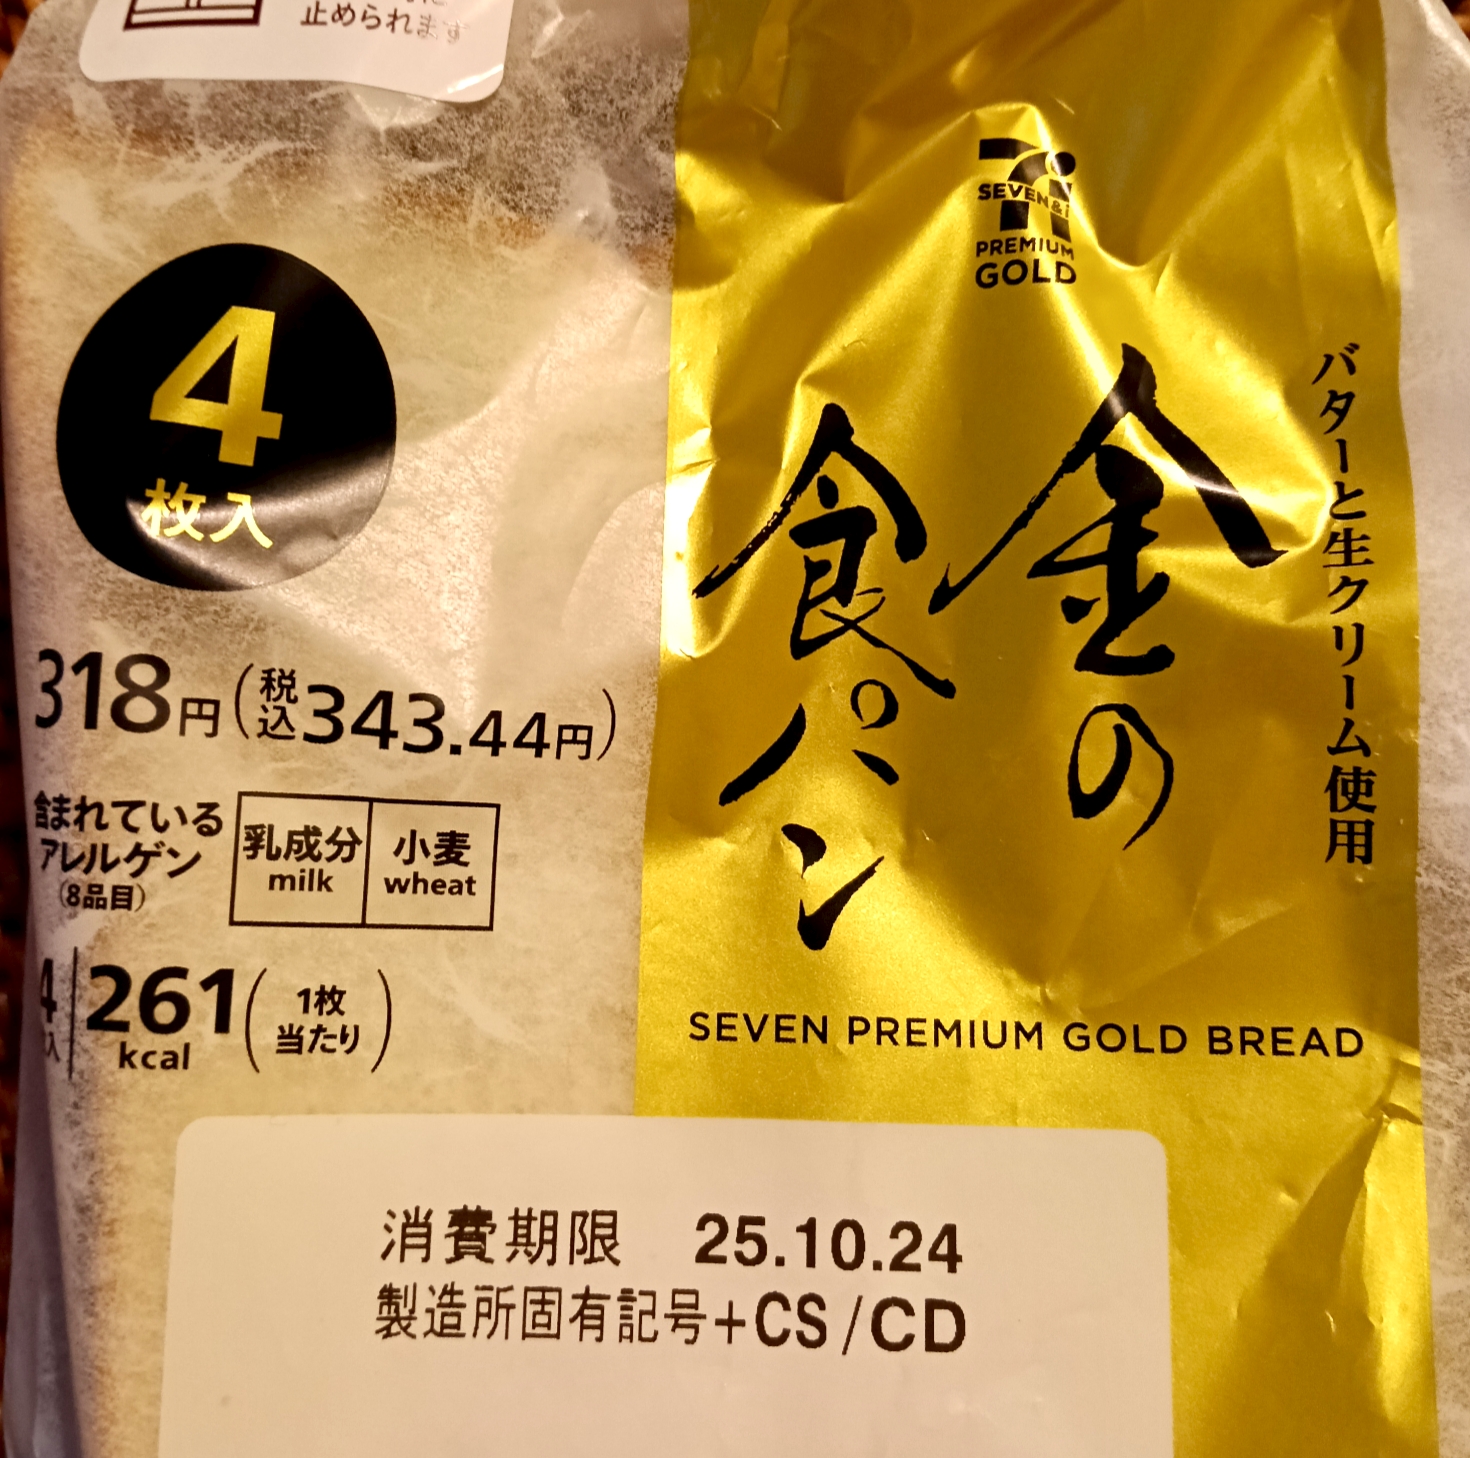 止められます
SEVEN&i
PREMIUM
GOLD
バターと生クリーム使用
金の
食パン
SEVEN PREMIUM GOLD BREAD
4
枚入
318円(税込343.44円)
含まれている
アレルゲン
(8品目)
乳成分
milk
小麦
wheat
4
入
261
kcal
(1枚
当たり)
消費期限 25.10.24
製造所固有記号+CS/CD